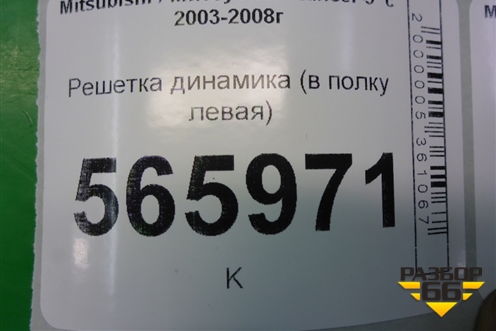 2003-2008г
Решетка динамика (в полку
левая)
565971
К
2000005361067
РАЗБОР
66